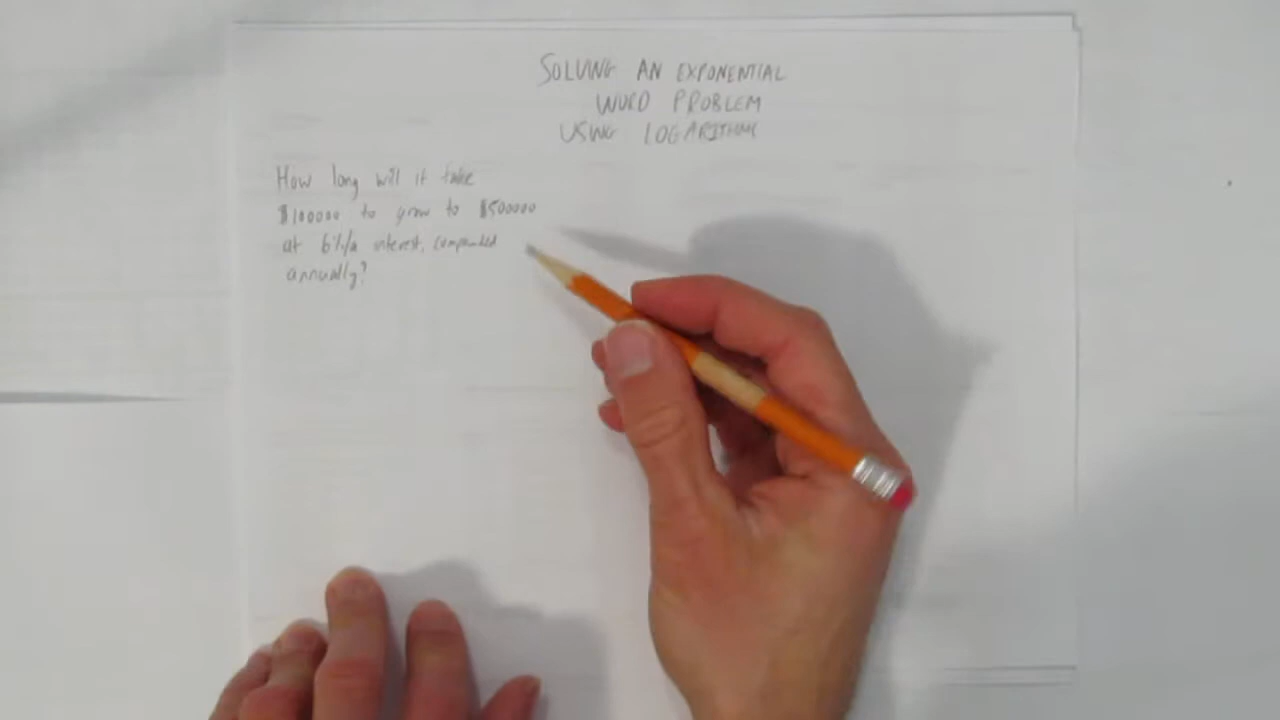 SOLVING AN EXPONENTIAL
WORD PROBLEM
USING LOGARITHMS
How long will it take
$100000 to grow to $500000
at 6%/a interest, compounded
annually?